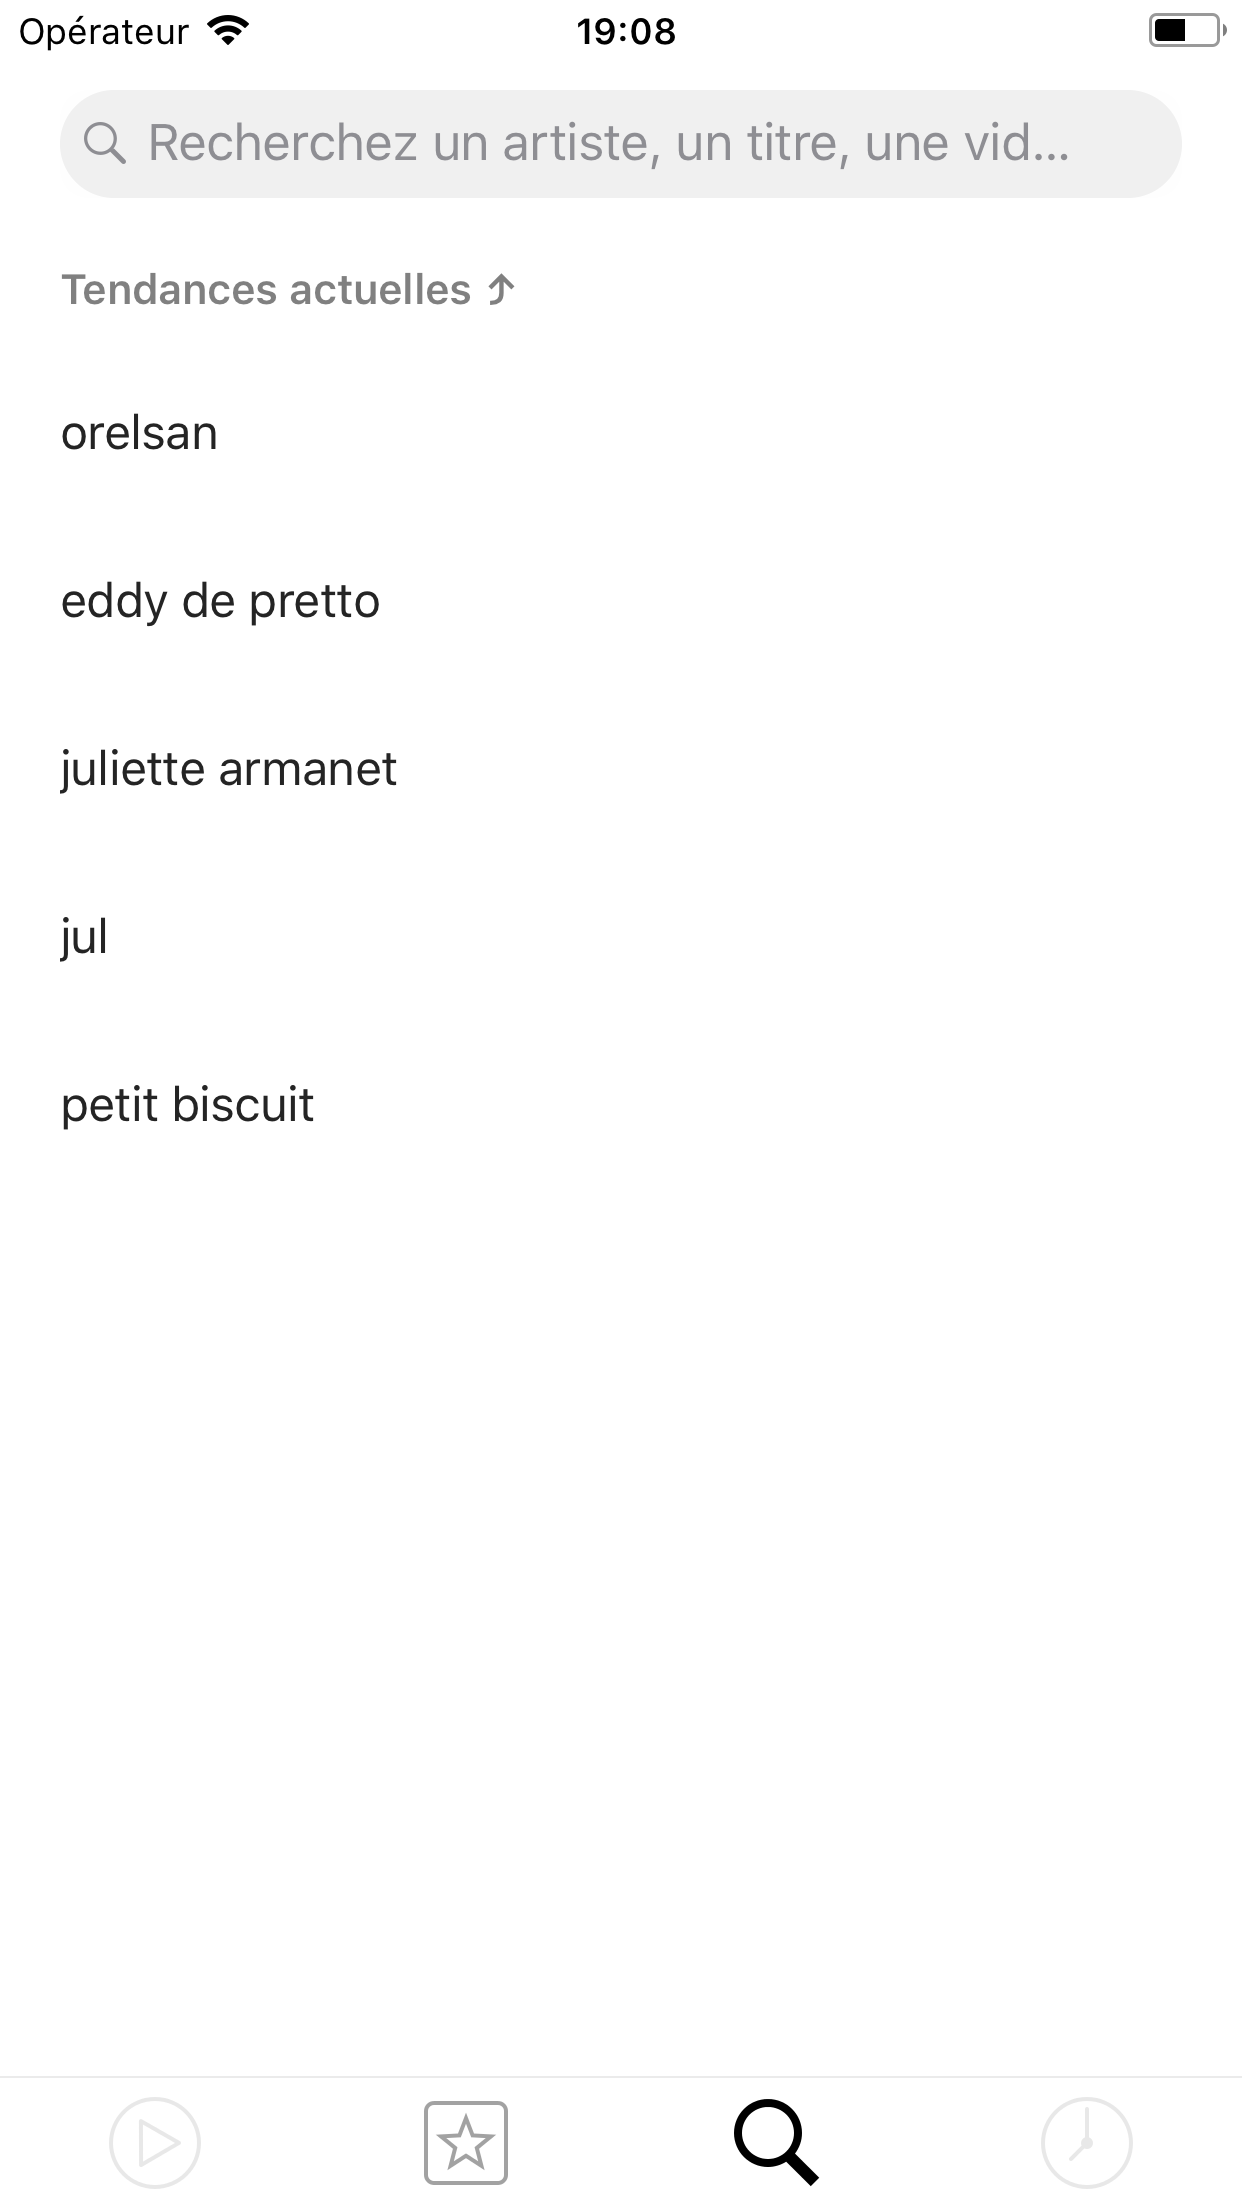 Opérateur 19:08
Recherchez un artiste, un titre, une vid...
Tendances actuelles ⤴
orelsan
eddy de pretto
juliette armanet
jul
petit biscuit